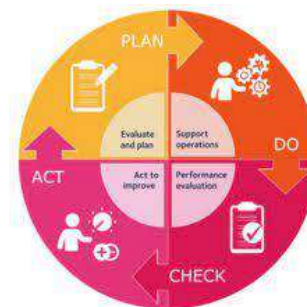 PLAN
Evaluate
and plan
Support
operations
DO
ACT
Act to
improve
Performance
evaluation
CHECK